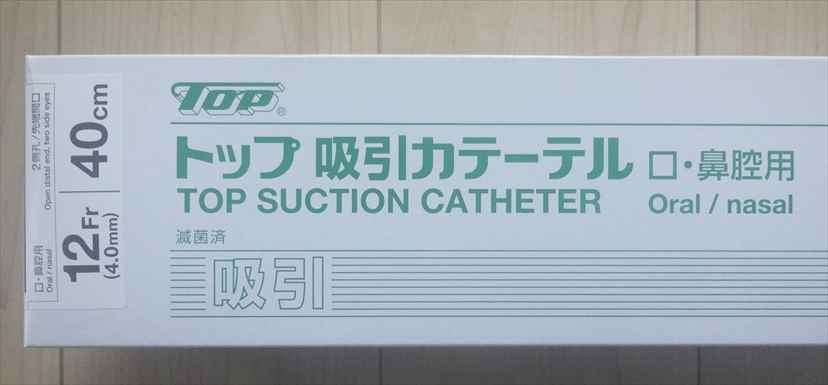 TOP®
トップ 吸引カテーテル 口・鼻腔用
TOP SUCTION CATHETER Oral / nasal
滅菌済
吸引
口・鼻腔用
Oral / nasal
2側孔/先端開口
Open distal end, two side eyes
12Fr
(4.0mm)
40cm